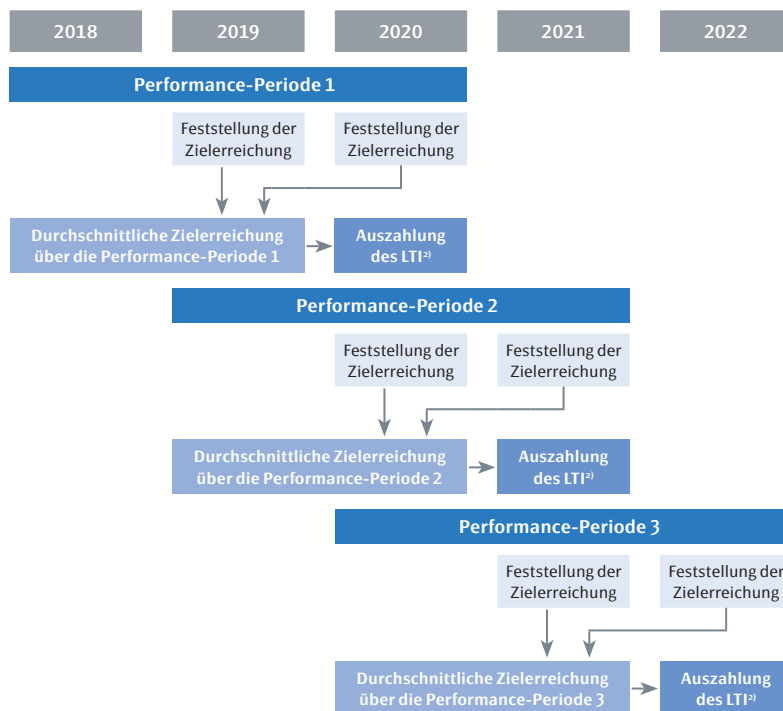 2018 2019 2020 2021 2022
Performance-Periode 1
Feststellung der Feststellung der
Zielerreichung Zielerreichung
Durchschnittliche Zielerreichung Auszahlung
über die Performance-Periode 1 des LTI²⁾
Performance-Periode 2
Feststellung der Feststellung der
Zielerreichung Zielerreichung
Durchschnittliche Zielerreichung Auszahlung
über die Performance-Periode 2 des LTI²⁾
Performance-Periode 3
Feststellung der Feststellung der
Zielerreichung Zielerreichung
Durchschnittliche Zielerreichung Auszahlung
über die Performance-Periode 3 des LTI²⁾